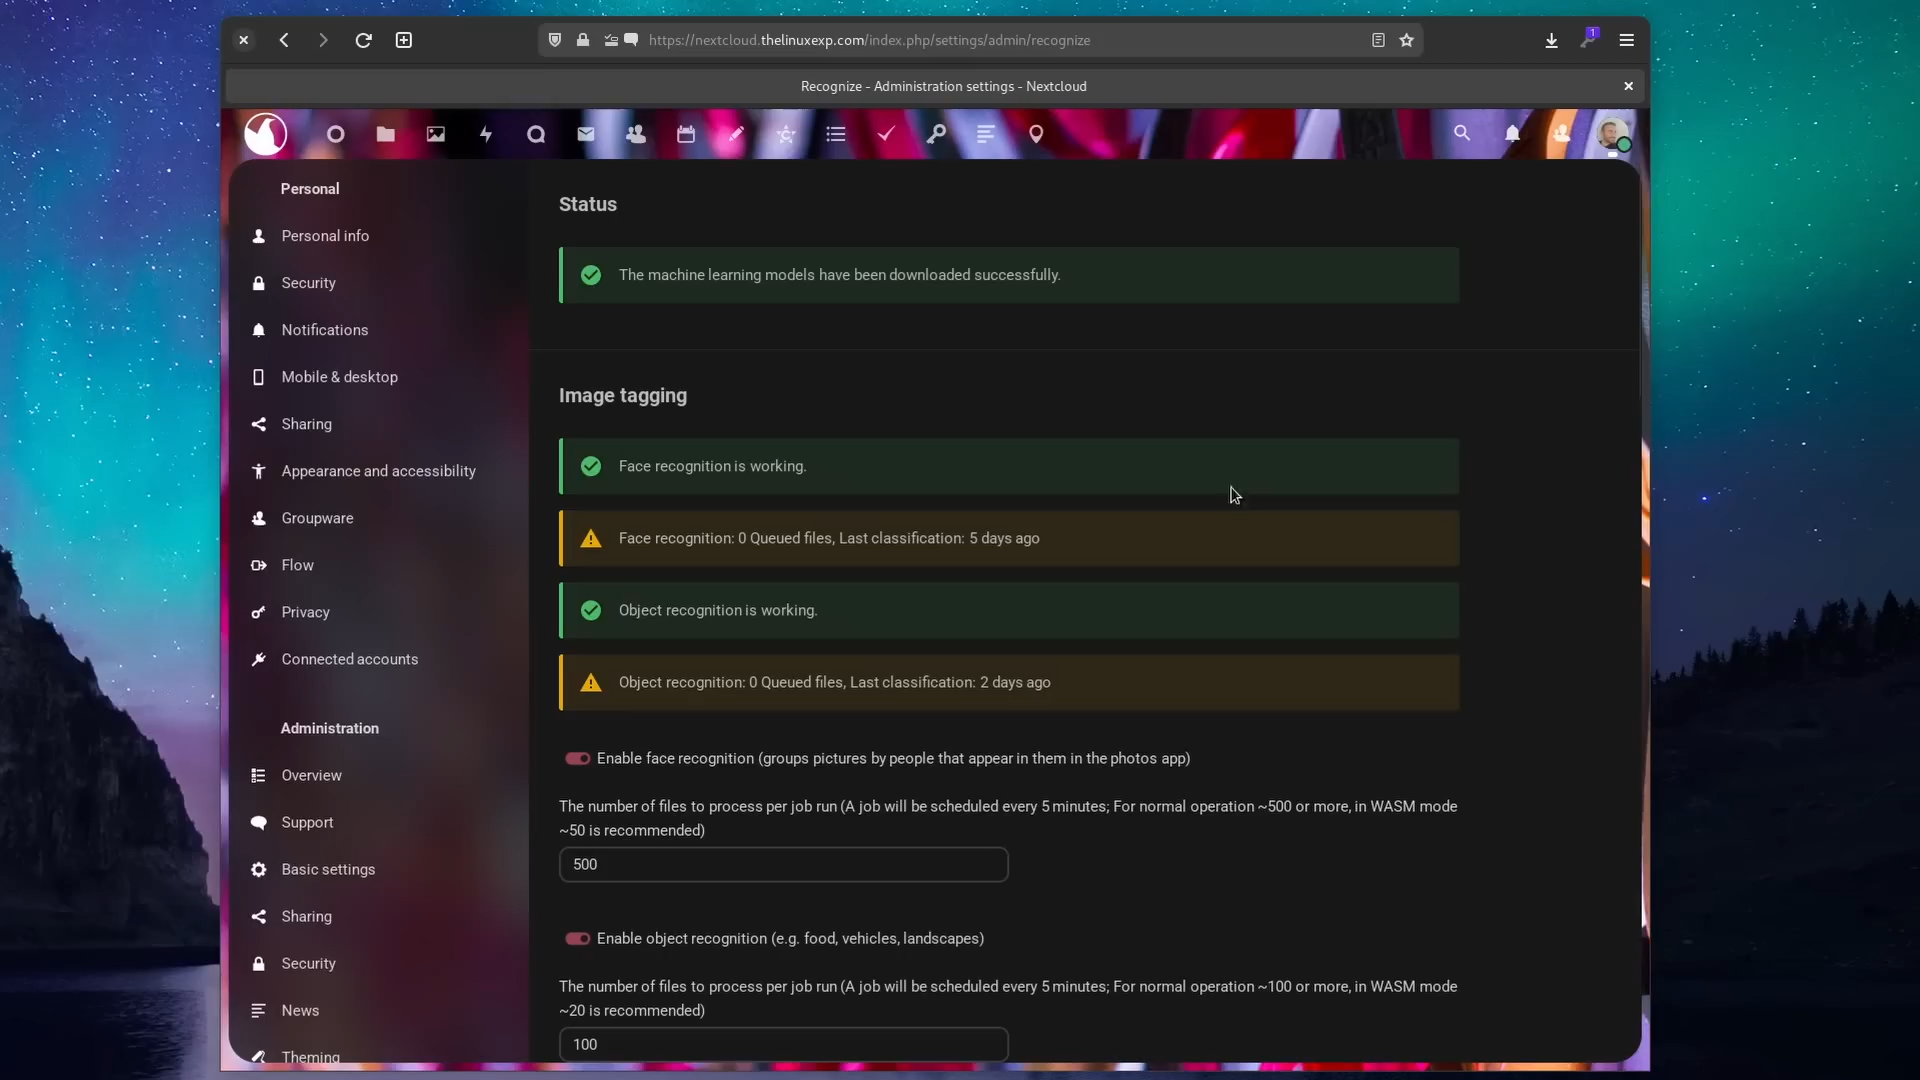 https://nextcloud.thelinuxexp.com/index.php/settings/admin/recognize
1
Recognize - Administration settings - Nextcloud
Personal
Personal info
Security
Notifications
Mobile & desktop
Sharing
Appearance and accessibility
Groupware
Flow
Privacy
Connected accounts
Administration
Overview
Support
Basic settings
Sharing
Security
News
Theming
Status
The machine learning models have been downloaded successfully.
Image tagging
Face recognition is working.
Face recognition: 0 Queued files, Last classification: 5 days ago
Object recognition is working.
Object recognition: 0 Queued files, Last classification: 2 days ago
Enable face recognition (groups pictures by people that appear in them in the photos app)
The number of files to process per job run (A job will be scheduled every 5 minutes; For normal operation ~500 or more, in WASM mode
~50 is recommended)
500
Enable object recognition (e.g. food, vehicles, landscapes)
The number of files to process per job run (A job will be scheduled every 5 minutes; For normal operation ~100 or more, in WASM mode
~20 is recommended)
100